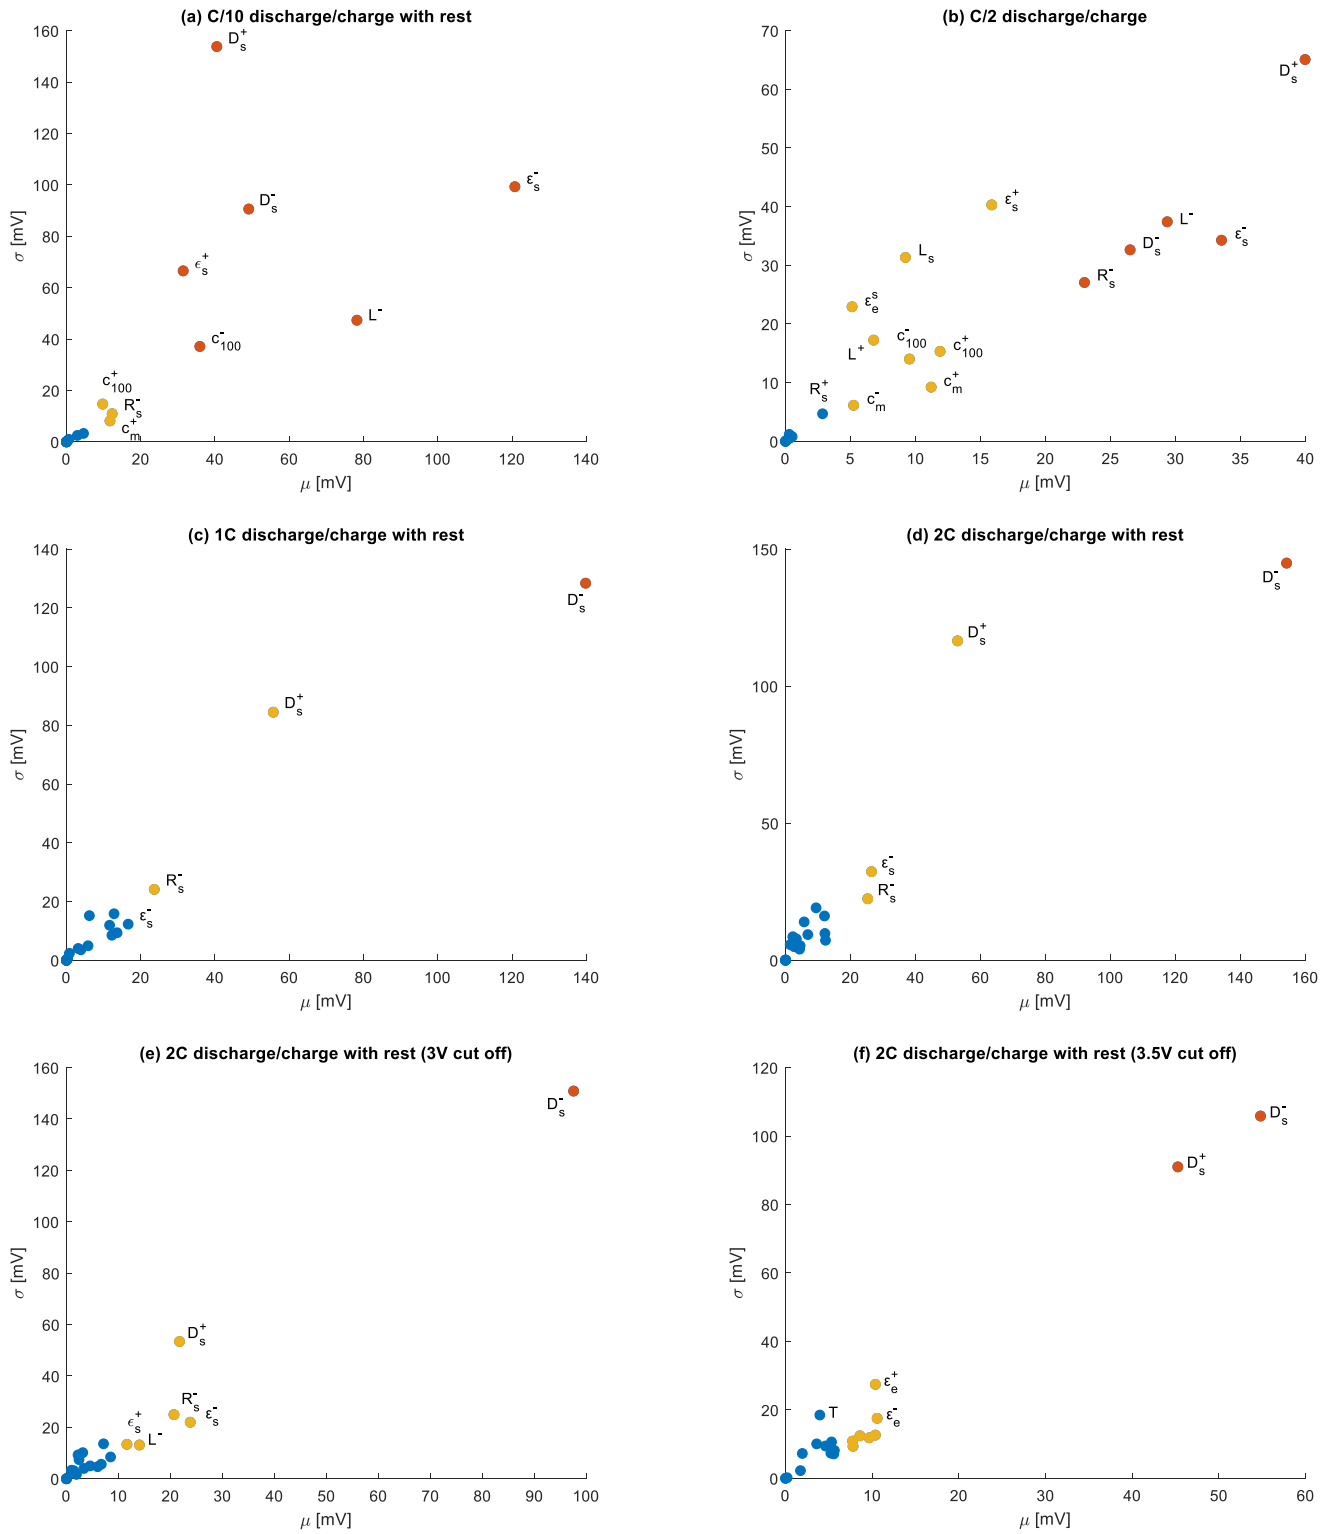 (a) C/10 discharge/charge with rest
160
140
120
100
80
60
40
20
0
σ [mV]
D_s^+
ε_s^-
D_s^-
ϵ_s^+
L^-
c_100^-
c_100^+
R_s^-
c_m^+
0 20 40 60 80 100 120 140
μ [mV]
(b) C/2 discharge/charge
70
60
50
40
30
20
10
0
σ [mV]
D_s^+
ε_s^+
L^-
ε_s^-
D_s^-
L_s
R_s^-
ε_e^s
c_100^-
c_100^+
L^+
c_m^+
R_s^+
c_m^-
0 5 10 15 20 25 30 35 40
μ [mV]
(c) 1C discharge/charge with rest
140
120
100
80
60
40
20
0
σ [mV]
D_s^-
D_s^+
R_s^-
ε_s^-
0 20 40 60 80 100 120 140
μ [mV]
(d) 2C discharge/charge with rest
150
100
50
0
σ [mV]
D_s^-
D_s^+
ε_s^-
R_s^-
0 20 40 60 80 100 120 140 160
μ [mV]
(e) 2C discharge/charge with rest (3V cut off)
160
140
120
100
80
60
40
20
0
σ [mV]
D_s^-
D_s^+
R_s^-
ε_s^-
ϵ_s^+
L^-
0 10 20 30 40 50 60 70 80 90 100
μ [mV]
(f) 2C discharge/charge with rest (3.5V cut off)
120
100
80
60
40
20
0
σ [mV]
D_s^-
D_s^+
ε_e^+
T
ε_e^-
0 10 20 30 40 50 60
μ [mV]